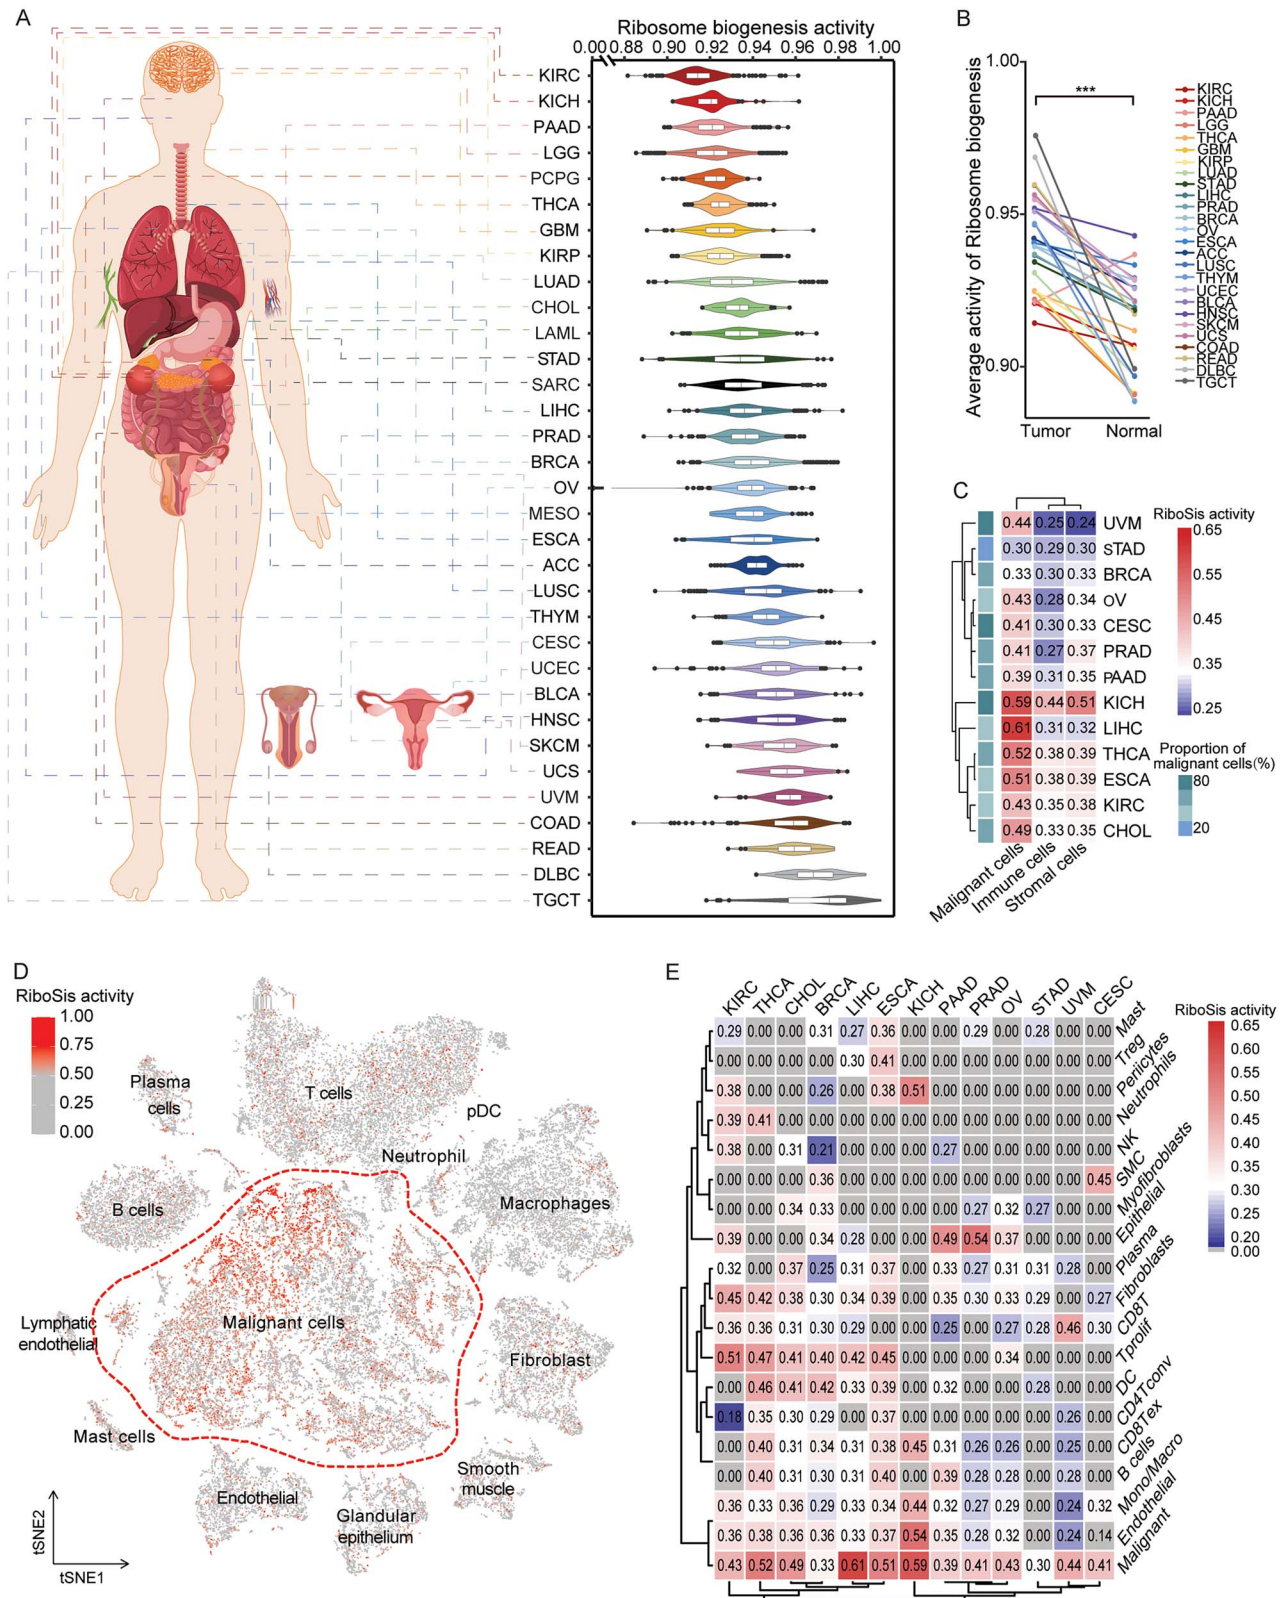 A
Ribosome biogenesis activity
0.00 0.88 0.90 0.92 0.94 0.96 0.98 1.00
KIRC
KICH
PAAD
LGG
PCPG
THCA
GBM
KIRP
LUAD
CHOL
LAML
STAD
SARC
LIHC
PRAD
BRCA
OV
MESO
ESCA
ACC
LUSC
THYM
CESC
UCEC
BLCA
HNSC
SKCM
UCS
UVM
COAD
READ
DLBC
TGCT
B
Average activity of Ribosome biogenesis
1.00
0.95
0.90
***
Tumor Normal
KIRC
KICH
PAAD
LGG
THCA
GBM
KIRP
LUAD
STAD
LIHC
PRAD
BRCA
OV
ESCA
ACC
LUSC
THYM
UCEC
BLCA
HNSC
SKCM
UCS
COAD
READ
DLBC
TGCT
C
0.44 0.25 0.24 UVM
0.30 0.29 0.30 STAD
0.33 0.30 0.33 BRCA
0.43 0.28 0.34 OV
0.41 0.30 0.33 CESC
0.41 0.27 0.37 PRAD
0.39 0.31 0.35 PAAD
0.59 0.44 0.51 KICH
0.61 0.31 0.32 LIHC
0.52 0.38 0.39 THCA
0.51 0.38 0.39 ESCA
0.43 0.35 0.38 KIRC
0.49 0.33 0.35 CHOL
Malignant cells
Immune cells
Stromal cells
RiboSis activity
0.65
0.55
0.45
0.35
0.25
Proportion of
malignant cells(%)
80
20
D
RiboSis activity
1.00
0.75
0.50
0.25
0.00
Plasma
cells
T cells
pDC
Neutrophil
B cells
Macrophages
Malignant cells
Lymphatic
endothelial
Fibroblast
Mast cells
Smooth
muscle
Endothelial
Glandular
epithelium
tSNE2
tSNE1
E
KIRC THCA CHOL BRCA LIHC ESCA KICH PAAD PRAD OV STAD UVM CESC
0.29 0.00 0.00 0.31 0.27 0.36 0.00 0.00 0.29 0.00 0.28 0.00 0.00 Mast
0.00 0.00 0.00 0.00 0.30 0.41 0.00 0.00 0.00 0.00 0.00 0.00 0.00 Treg
0.38 0.00 0.00 0.26 0.00 0.38 0.51 0.00 0.00 0.00 0.00 0.00 0.00 Periicytes
0.39 0.41 0.00 0.00 0.00 0.00 0.00 0.00 0.00 0.00 0.00 0.00 0.00 Neutrophils
0.38 0.00 0.31 0.21 0.00 0.00 0.00 0.27 0.00 0.00 0.00 0.00 0.00 NK
0.00 0.00 0.00 0.36 0.00 0.00 0.00 0.00 0.00 0.00 0.00 0.00 0.45 SMC
0.00 0.00 0.34 0.33 0.00 0.00 0.00 0.00 0.27 0.32 0.27 0.00 0.00 Myofibroblasts
0.39 0.00 0.00 0.34 0.28 0.00 0.00 0.49 0.54 0.37 0.00 0.00 0.00 Epithelial
0.32 0.00 0.37 0.25 0.31 0.37 0.00 0.33 0.27 0.31 0.31 0.28 0.00 Plasma
0.45 0.42 0.38 0.30 0.34 0.39 0.00 0.35 0.30 0.33 0.29 0.00 0.27 Fibroblasts
0.36 0.36 0.31 0.30 0.29 0.00 0.00 0.25 0.00 0.27 0.28 0.46 0.30 CD8T
0.51 0.47 0.41 0.40 0.42 0.45 0.00 0.00 0.00 0.34 0.00 0.00 0.00 Tprolif
0.00 0.46 0.41 0.42 0.33 0.39 0.00 0.32 0.00 0.00 0.28 0.00 0.00 DC
0.18 0.35 0.30 0.29 0.00 0.37 0.00 0.00 0.00 0.00 0.00 0.26 0.00 CD4Tconv
0.00 0.40 0.31 0.34 0.31 0.38 0.45 0.31 0.26 0.26 0.00 0.25 0.00 CD8Tex
0.00 0.40 0.31 0.30 0.31 0.40 0.00 0.39 0.28 0.28 0.00 0.28 0.00 B cells
0.36 0.33 0.36 0.29 0.33 0.34 0.44 0.32 0.27 0.29 0.00 0.24 0.32 Mono/Macro
0.36 0.38 0.36 0.36 0.33 0.37 0.54 0.35 0.28 0.32 0.00 0.24 0.14 Endothelial
0.43 0.52 0.49 0.33 0.61 0.51 0.59 0.39 0.41 0.43 0.30 0.44 0.41 Malignant
RiboSis activity
0.65
0.60
0.55
0.50
0.45
0.40
0.35
0.30
0.25
0.20
0.00